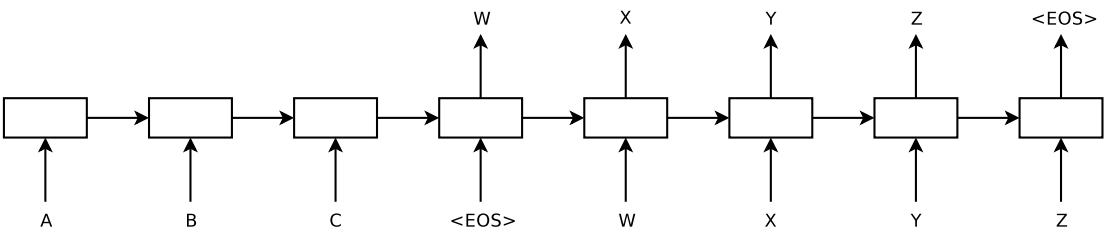 W X Y Z <EOS>
A B C <EOS> W X Y Z